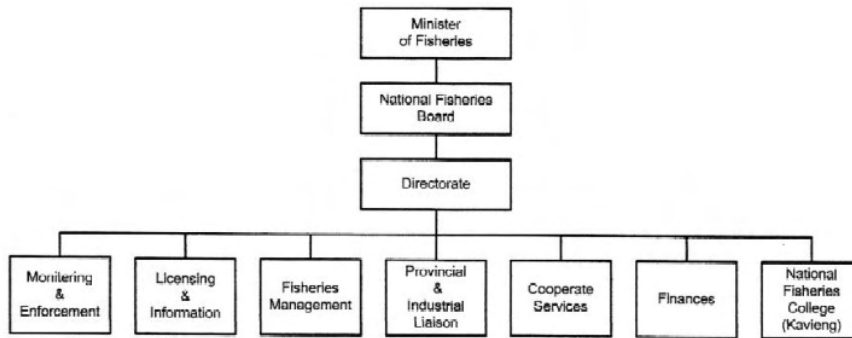 Minister
of Fisheries
National Fisheries
Board
Directorate
Monitering
&
Enforcement
Licensing
&
Information
Fisheries
Management
Provincial
&
Industrial
Liaison
Cooperate
Services
Finances
National
Fisheries
College
(Kavieng)